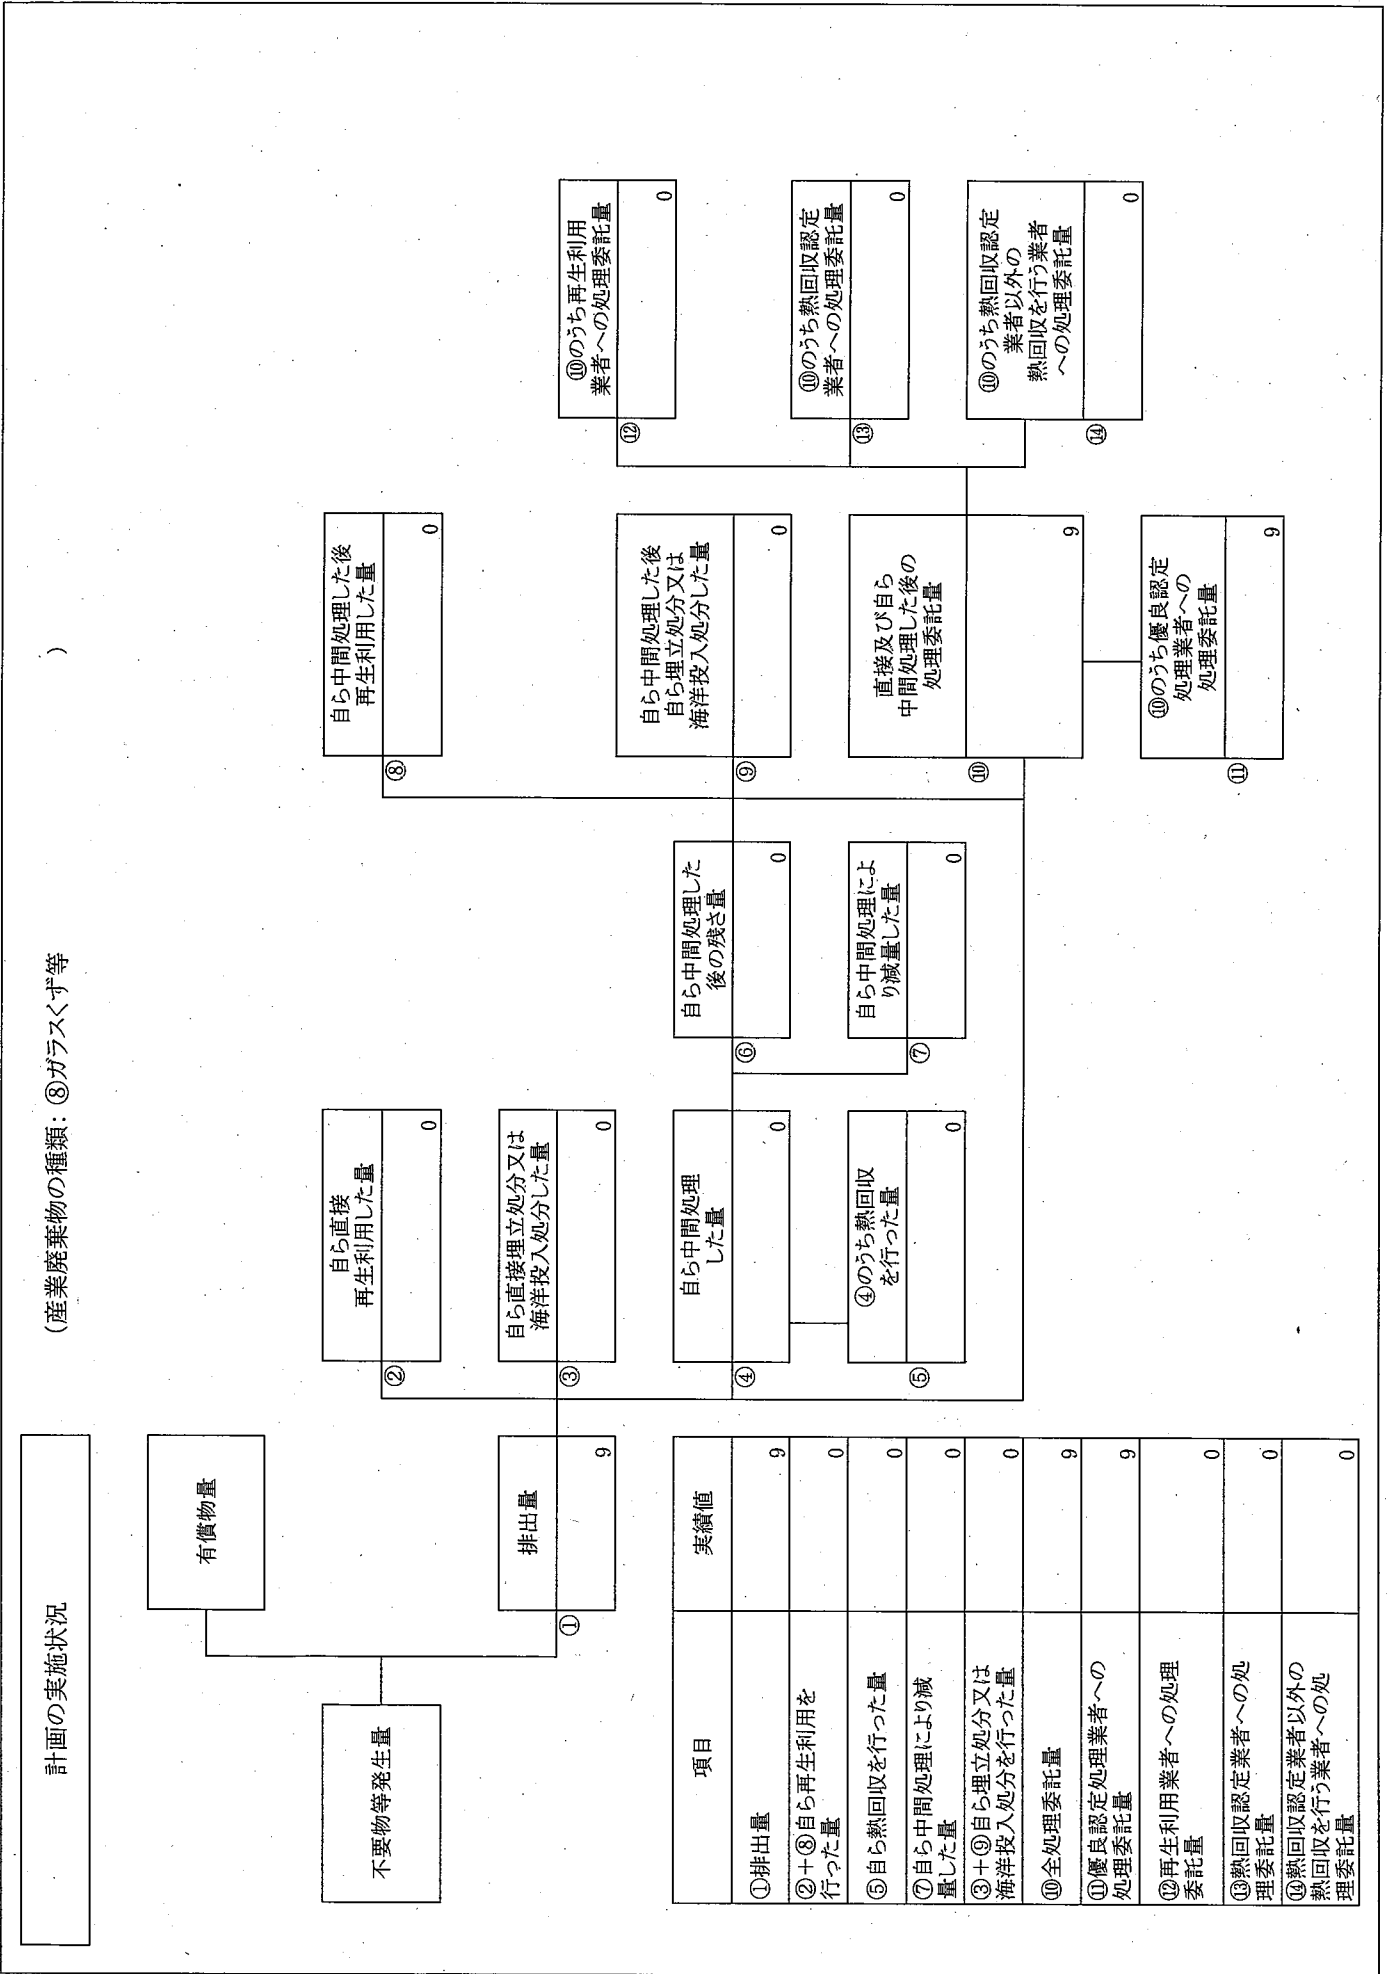 計画の実施状況
（産業廃棄物の種類：⑧ガラスくず等　　　）
不要物等発生量
有償物量
①
排出量
9
②
自ら直接
再生利用した量
0
③
自ら直接埋立処分又は
海洋投入処分した量
0
④
自ら中間処理
した量
0
⑤
④のうち熱回収
を行った量
0
⑥
自ら中間処理した
後の残さ量
0
⑦
自ら中間処理によ
り減量した量
0
⑧
自ら中間処理した後
再生利用した量
0
⑨
自ら中間処理した後
自ら埋立処分又は
海洋投入処分した量
0
⑩
直接及び自ら
中間処理した後の
処理委託量
9
⑪
⑩のうち優良認定
処理業者への
処理委託量
9
⑫
⑩のうち再生利用
業者への処理委託量
0
⑬
⑩のうち熱回収認定
業者への処理委託量
0
⑭
⑩のうち熱回収認定
業者以外の
熱回収を行う業者
への処理委託量
0
項目 実績値
①排出量 9
②＋⑧自ら再生利用を
行った量 0
⑤自ら熱回収を行った量 0
⑦自ら中間処理により減
量した量 0
③＋⑨自ら埋立処分又は
海洋投入処分を行った量 0
⑩全処理委託量 9
⑪優良認定処理業者への
処理委託量 9
⑫再生利用業者への処理
委託量 0
⑬熱回収認定業者への処
理委託量 0
⑭熱回収認定業者以外の
熱回収を行う業者への処
理委託量 0